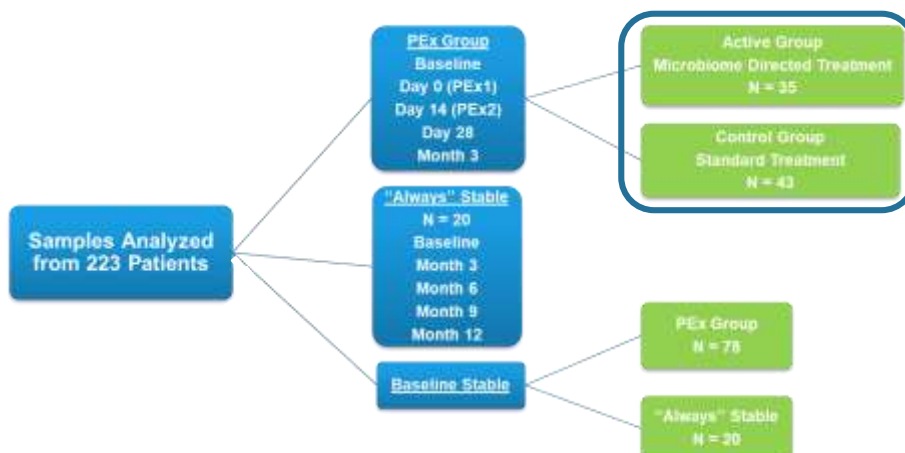 Samples Analyzed
from 223 Patients
PEx Group
Baseline
Day 0 (PEx1)
Day 14 (PEx2)
Day 28
Month 3
"Always" Stable
N = 20
Baseline
Month 3
Month 6
Month 9
Month 12
Baseline Stable
Active Group
Microbiome Directed Treatment
N = 35
Control Group
Standard Treatment
N = 43
PEx Group
N = 78
"Always" Stable
N = 20